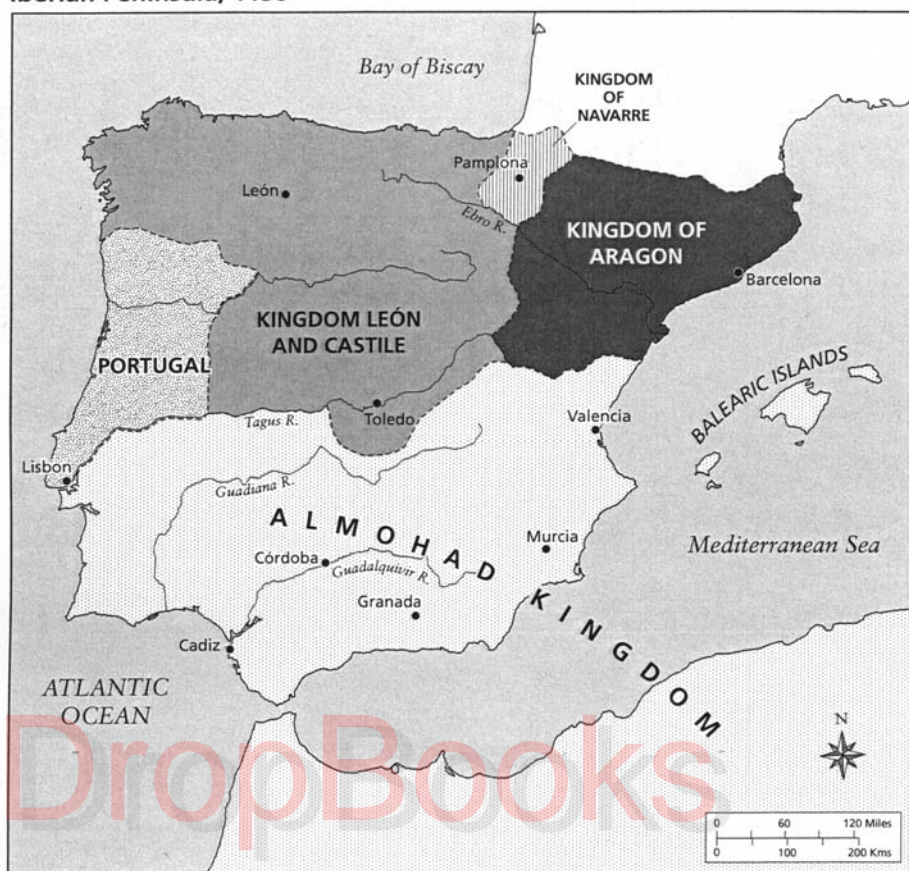 Bay of Biscay
KINGDOM
OF
NAVARRE
Pamplona
León
Ebro R.
KINGDOM OF
ARAGON
Barcelona
KINGDOM LEÓN
AND CASTILE
PORTUGAL
BALEARIC ISLANDS
Toledo
Tagus R.
Valencia
Lisbon
Guadiana R.
ALMOHAD KINGDOM
Murcia
Mediterranean Sea
Córdoba
Guadalquivir R.
Granada
Cadiz
ATLANTIC
OCEAN
N
DropBooks
0 60 120 Miles
0 100 200 Kms